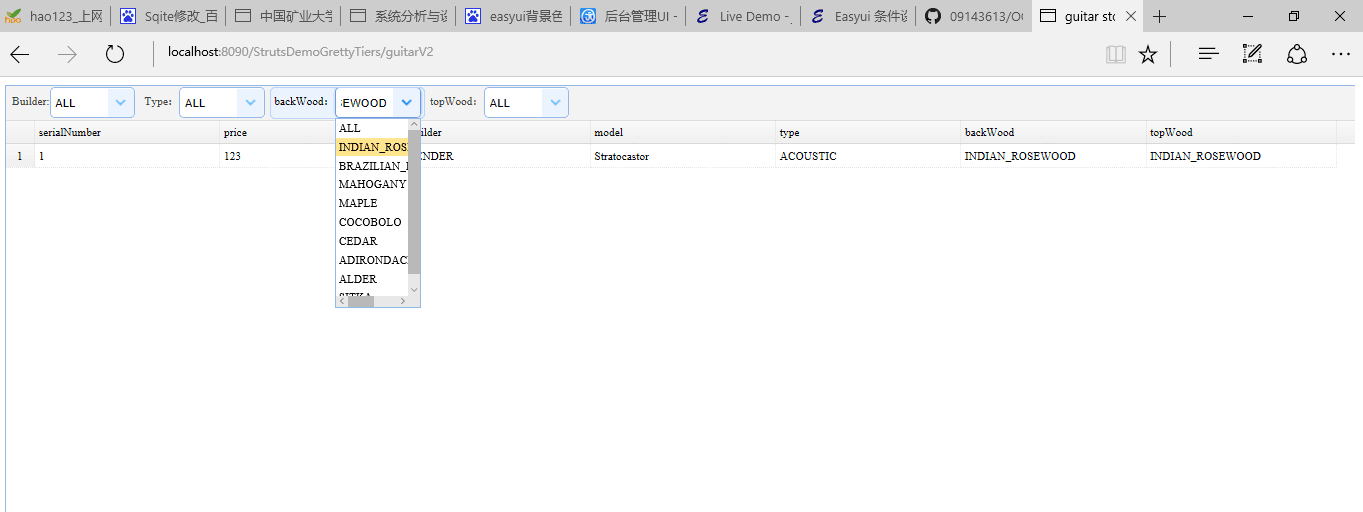 hao123_上网 Sqite修改_百 中国矿业大学 系统分析与设 easyui背景色 后台管理UI - Live Demo - Easyui 条件设 09143613/OO guitar sto
localhost:8090/StrutsDemoGrettyTiers/guitarV2
Builder: ALL Type: ALL backWood: EWOOD topWood: ALL
serialNumber price ilder model type backWood topWood
1 1 123 ENDER Stratocastor ACOUSTIC INDIAN_ROSEWOOD INDIAN_ROSEWOOD
ALL
INDIAN_ROSE
BRAZILIAN_
MAHOGANY
MAPLE
COCOBOLO
CEDAR
ADIRONDAC
ALDER
SITKA